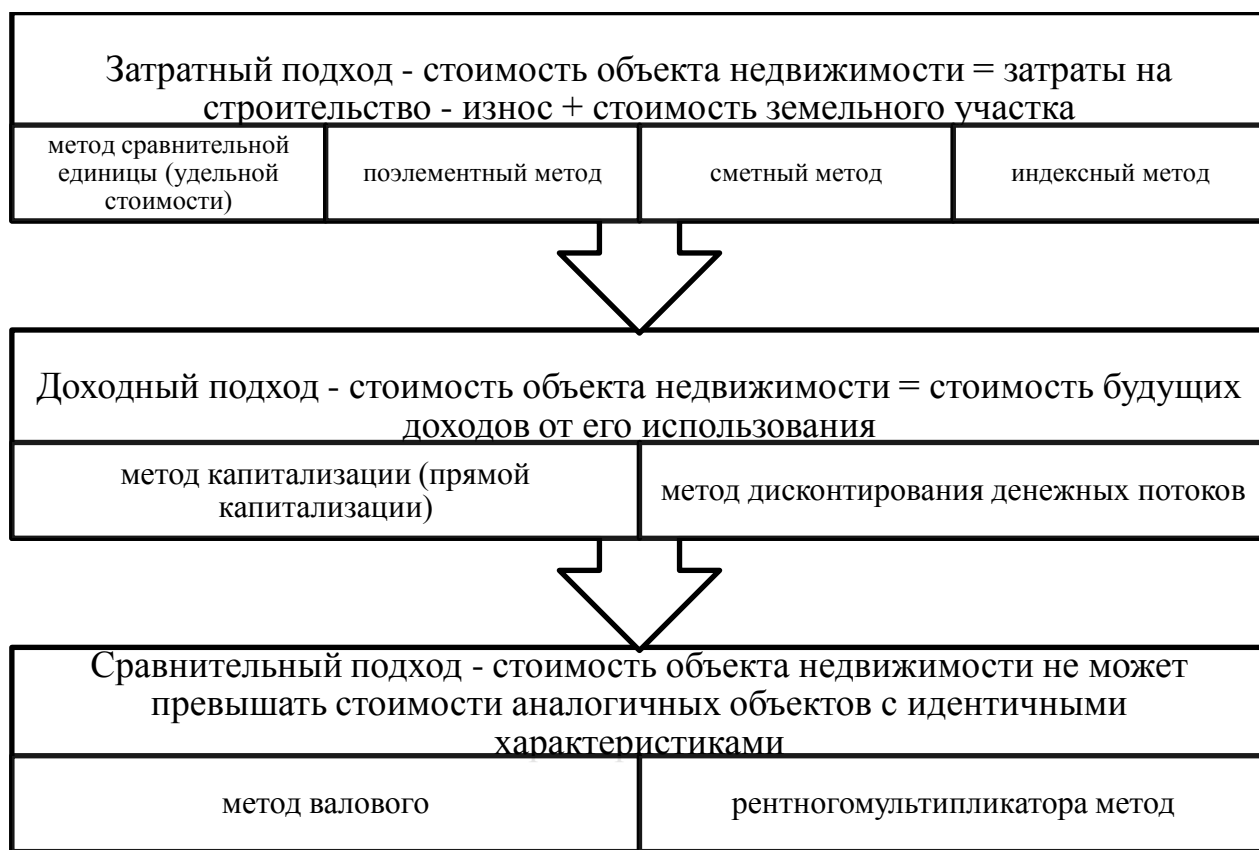 Затратный подход - стоимость объекта недвижимости = затраты на
строительство - износ + стоимость земельного участка
метод сравнительной
единицы (удельной
стоимости)
поэлементный метод
сметный метод
индексный метод
Доходный подход - стоимость объекта недвижимости = стоимость будущих
доходов от его использования
метод капитализации (прямой
капитализации)
метод дисконтирования денежных потоков
Сравнительный подход - стоимость объекта недвижимости не может
превышать стоимости аналогичных объектов с идентичными
характеристиками
метод валового
рентногомультипликатора метод